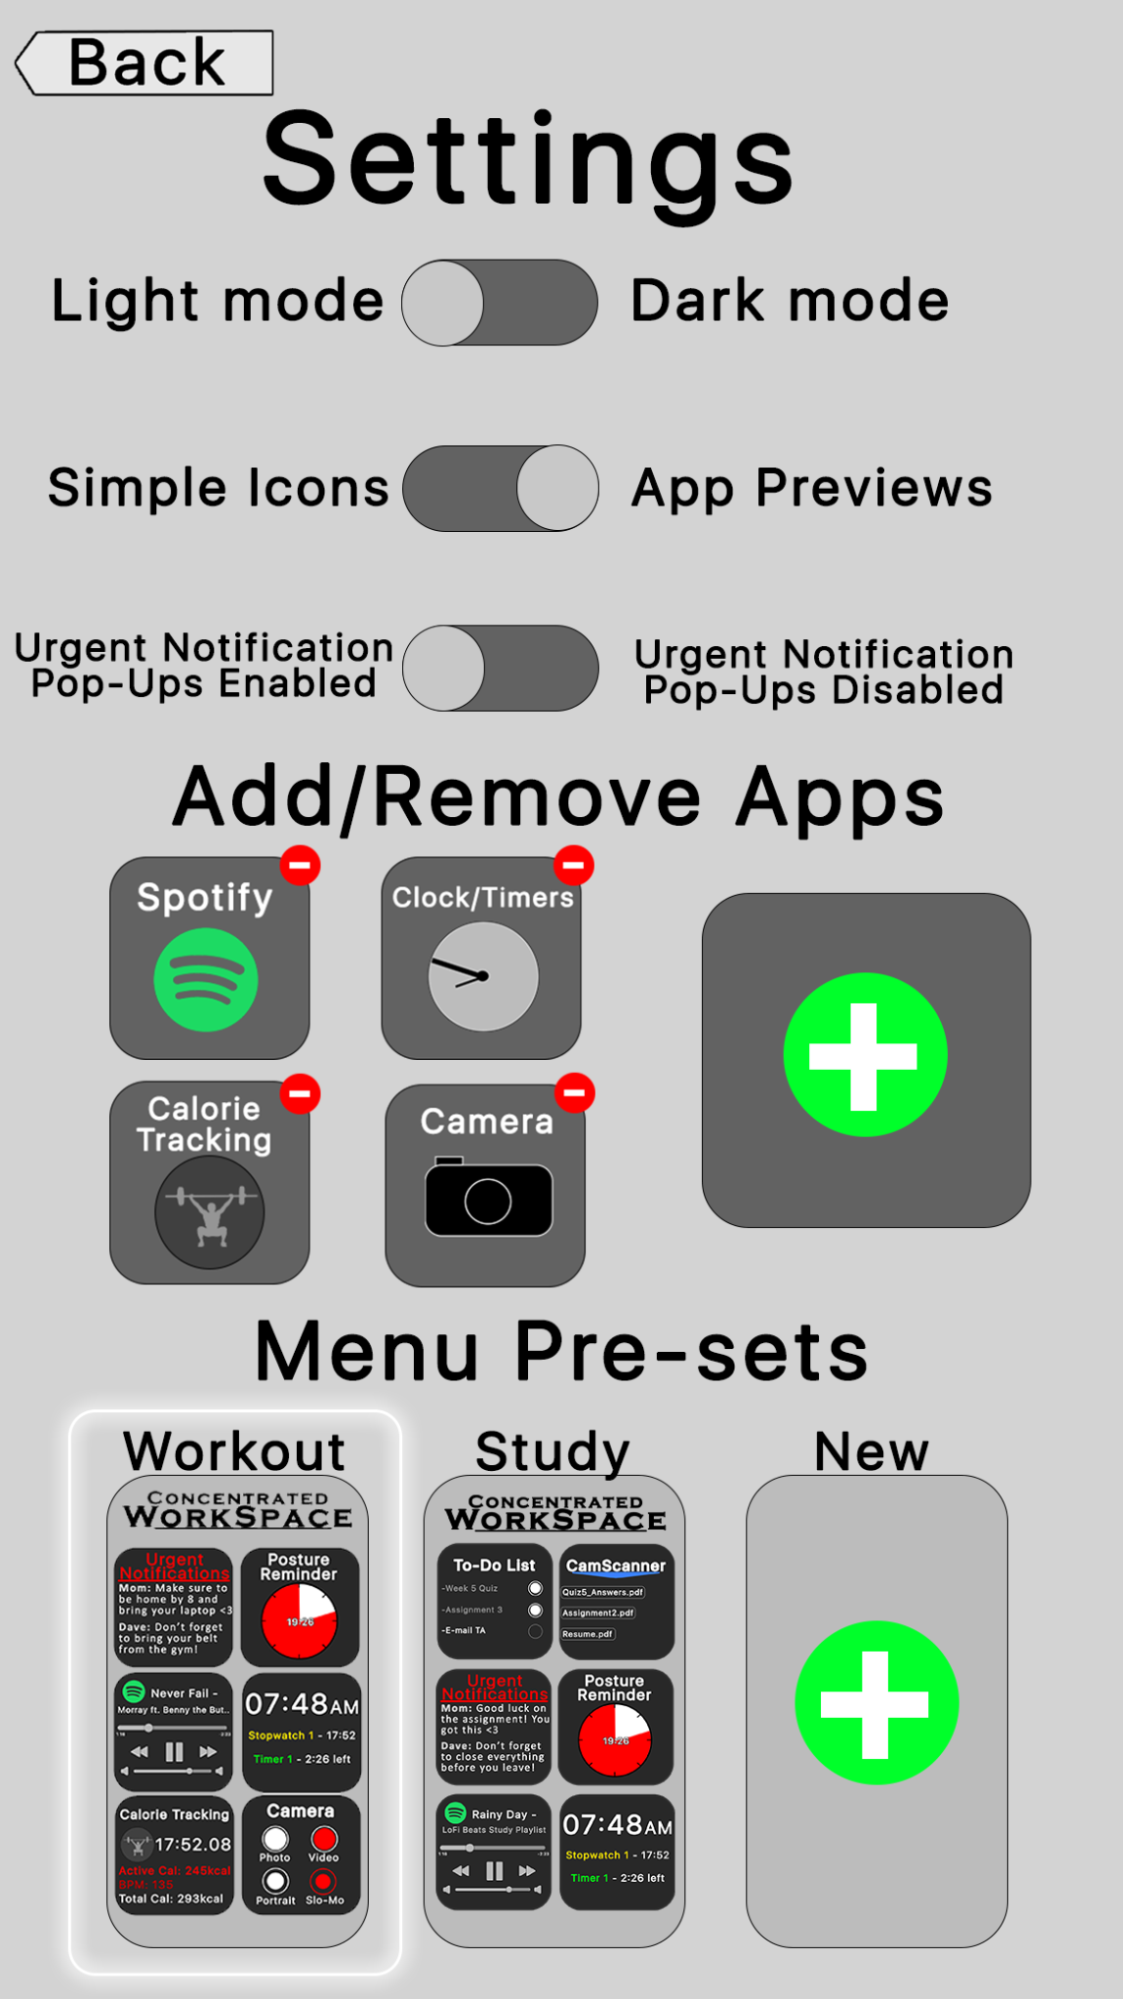 Back
Settings
Light mode
Dark mode
Simple Icons
App Previews
Urgent Notification
Pop-Ups Enabled
Urgent Notification
Pop-Ups Disabled
Add/Remove Apps
Spotify
Clock/Timers
Calorie
Tracking
Camera
Menu Pre-sets
Workout
CONCENTRATED
WORKSPACE
Urgent
Notifications
Mom: Make sure to
be home by 8 and
bring your laptop <3
Dave: Don't forget
to bring your belt
from the gym!
Posture
Reminder
19:26
Never Fail -
Morray ft. Benny the But...
07:48AM
Stopwatch 1 - 17:52
Timer 1 - 2:26 left
Calorie Tracking
17:52.08
Active Cal: 245kcal
BPM: 135
Total Cal: 293kcal
Camera
Photo
Video
Portrait
Slo-Mo
Study
CONCENTRATED
WORKSPACE
To-Do List
-Week 5 Quiz
-Assignment 3
-E-mail TA
CamScanner
Quiz5_Answers.pdf
Assignment2.pdf
Resume.pdf
Urgent
Notifications
Mom: Good luck on
the assignment! You
got this <3
Dave: Don't forget
to close everything
before you leave!
Posture
Reminder
19:26
Rainy Day -
LoFi Beats Study Playlist
07:48AM
Stopwatch 1 - 17:52
Timer 1 - 2:26 left
New